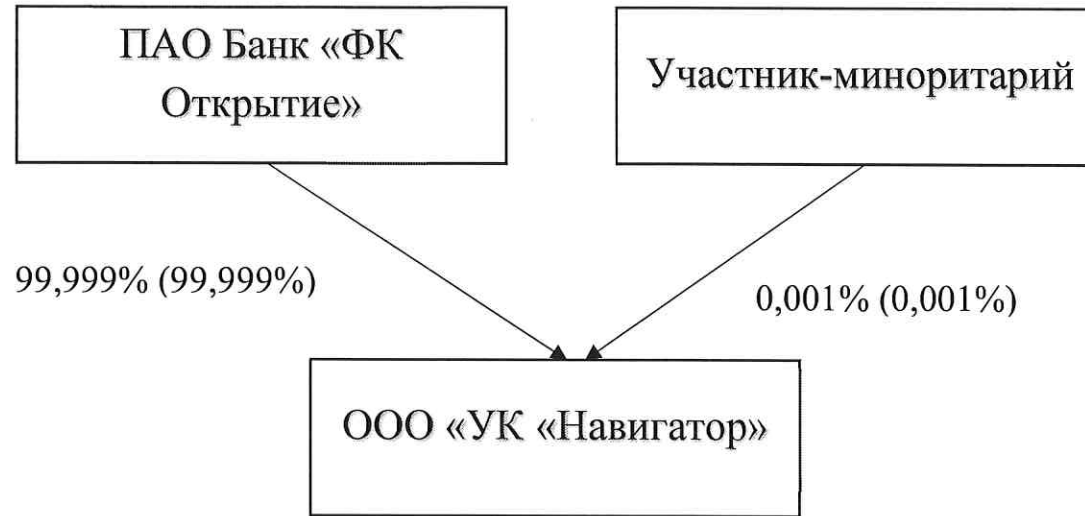 ПАО Банк «ФК
Открытие»
Участник-миноритарий
99,999% (99,999%)
0,001% (0,001%)
ООО «УК «Навигатор»